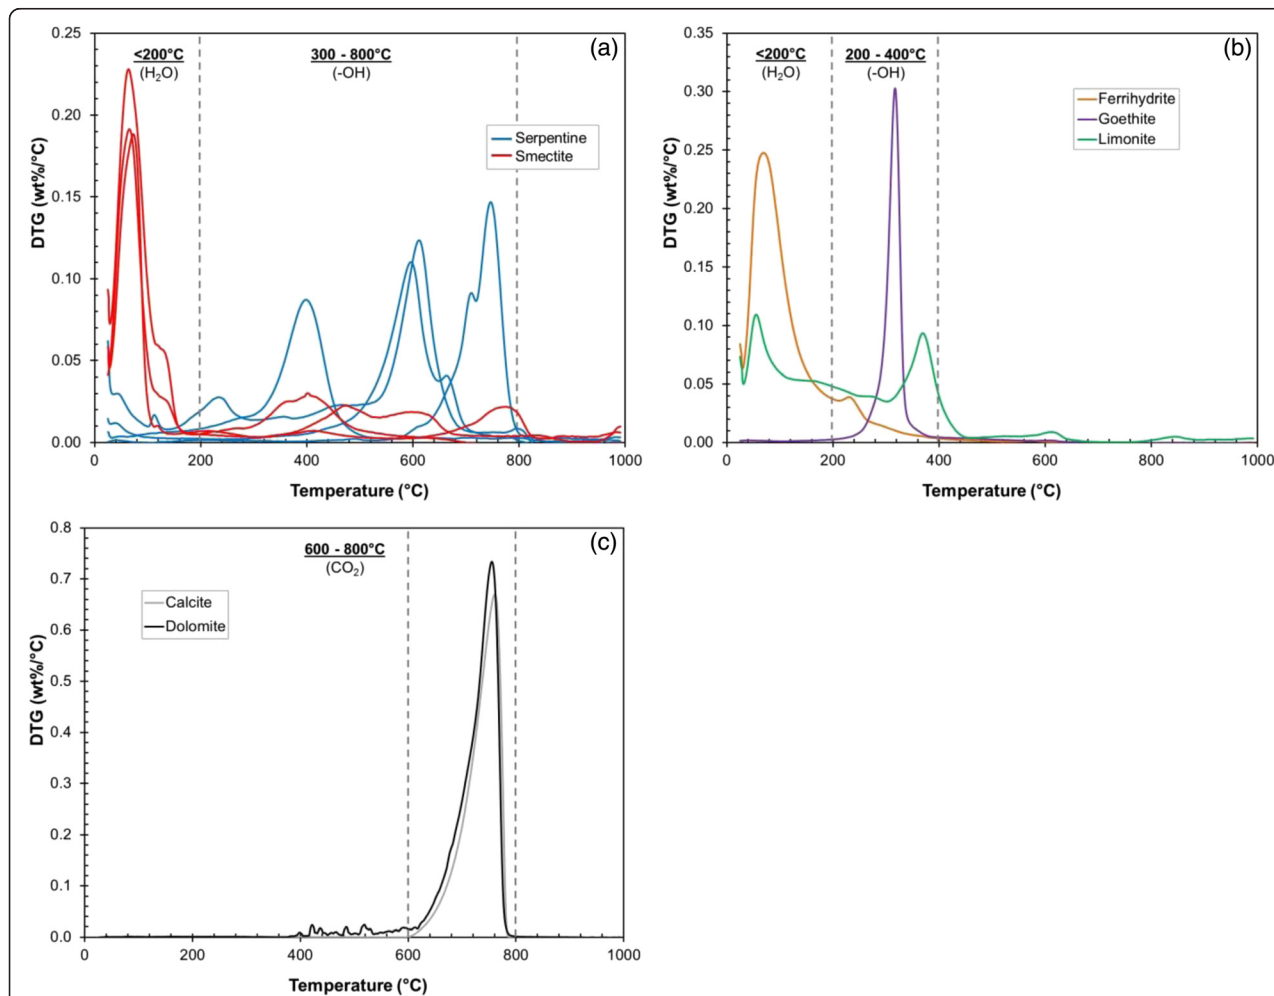 (a)
<200°C
(H₂O)
300 - 800°C
(-OH)
Serpentine
Smectite
DTG (wt%/°C)
0.25
0.20
0.15
0.10
0.05
0.00
0 200 400 600 800 1000
Temperature (°C)
(b)
<200°C
(H₂O)
200 - 400°C
(-OH)
Ferrihydrite
Goethite
Limonite
DTG (wt%/°C)
0.35
0.30
0.25
0.20
0.15
0.10
0.05
0.00
0 200 400 600 800 1000
Temperature (°C)
(c)
600 - 800°C
(CO₂)
Calcite
Dolomite
DTG (wt%/°C)
0.8
0.7
0.6
0.5
0.4
0.3
0.2
0.1
0.0
0 200 400 600 800 1000
Temperature (°C)